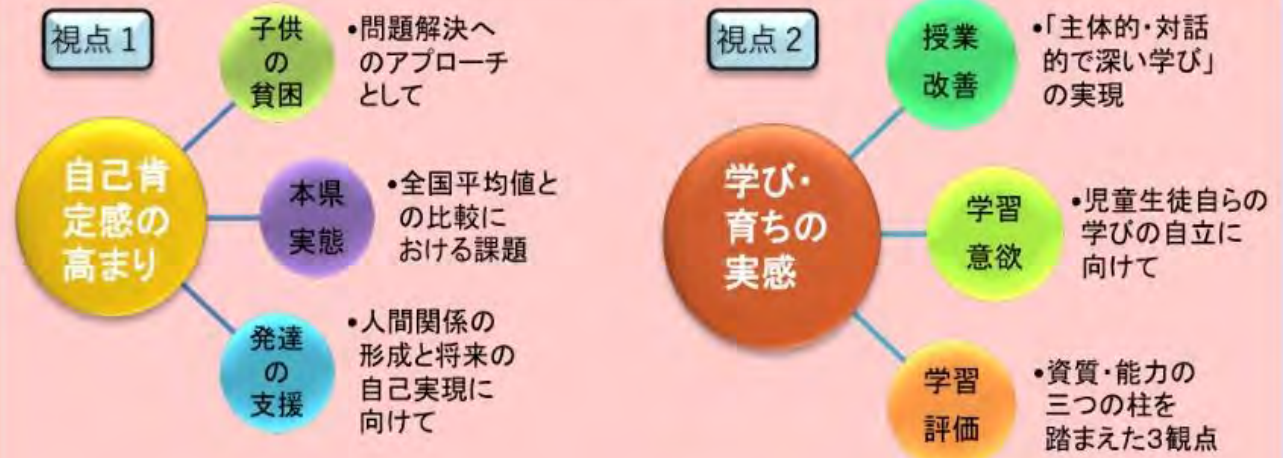 視点1
自己肯
定感の
高まり
子供
の
貧困
•問題解決へ
のアプローチ
として
本県
実態
•全国平均値と
の比較に
おける課題
発達
の
支援
•人間関係の
形成と将来の
自己実現に
向けて
視点2
学び・
育ちの
実感
授業
改善
•「主体的・対話
的で深い学び」
の実現
学習
意欲
•児童生徒自らの
学びの自立に
向けて
学習
評価
•資質・能力の
三つの柱を
踏まえた3観点